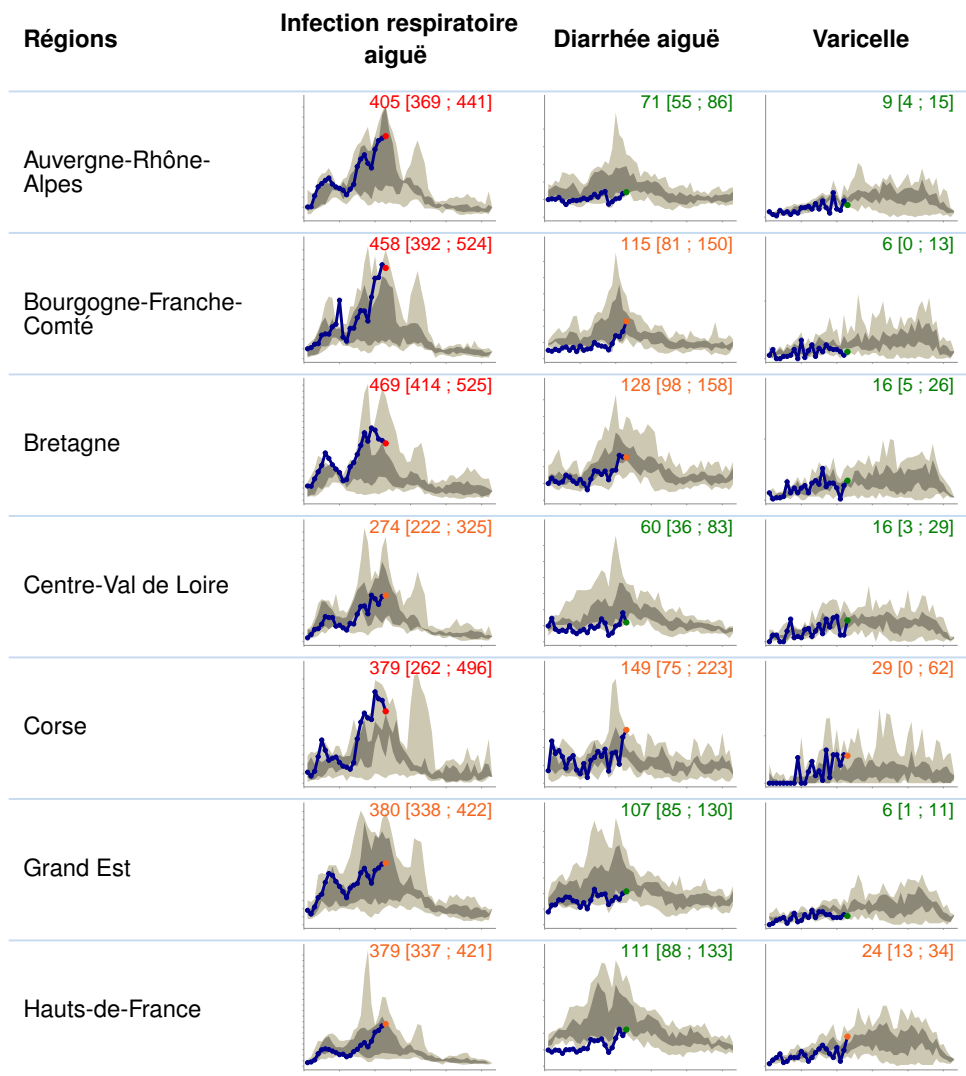 Régions
Infection respiratoire
aiguë
Diarrhée aiguë
Varicelle
405 [369 ; 441]
71 [55 ; 86]
9 [4 ; 15]
Auvergne-Rhône-
Alpes
458 [392 ; 524]
115 [81 ; 150]
6 [0 ; 13]
Bourgogne-Franche-
Comté
469 [414 ; 525]
128 [98 ; 158]
16 [5 ; 26]
Bretagne
274 [222 ; 325]
60 [36 ; 83]
16 [3 ; 29]
Centre-Val de Loire
379 [262 ; 496]
149 [75 ; 223]
29 [0 ; 62]
Corse
380 [338 ; 422]
107 [85 ; 130]
6 [1 ; 11]
Grand Est
379 [337 ; 421]
111 [88 ; 133]
24 [13 ; 34]
Hauts-de-France